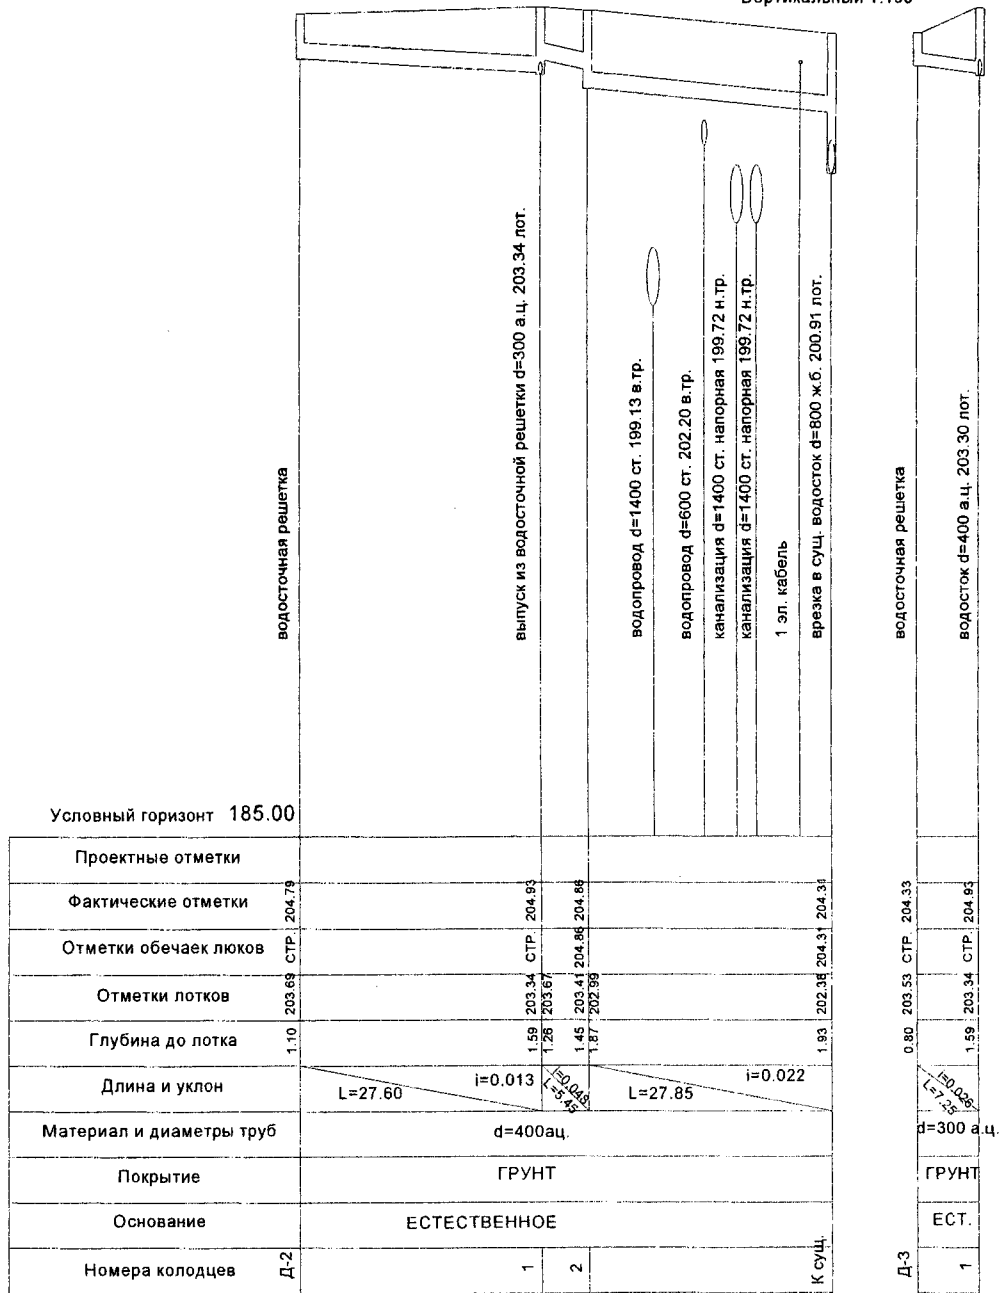 водосточная решетка
выпуск из водосточной решетки d=300 а.ц. 203.34 лот.
водопровод d=1400 ст. 199.13 в.тр.
водопровод d=600 ст. 202.20 в.тр.
канализация d=1400 ст. напорная 199.72 н.тр.
канализация d=1400 ст. напорная 199.72 н.тр.
1 эл. кабель
врезка в сущ. водосток d=800 ж.б. 200.91 лот.
водосточная решетка
водосток d=400 а.ц. 203.30 лот.
Условный горизонт 185.00
Проектные отметки
Фактические отметки 204.79 204.93 204.86 204.31 204.33 204.93
Отметки обечаек люков СТР. СТР. 204.86 204.31 СТР. СТР.
Отметки лотков 203.69 203.34 203.67 203.41 202.99 202.38 203.53 203.34
Глубина до лотка 1.10 1.59 1.26 1.45 1.87 1.93 0.80 1.59
Длина и уклон L=27.60 i=0.013 i=0.048 L=5.45 L=27.85 i=0.022 i=0.026 L=7.25
Материал и диаметры труб d=400ац. d=300 а.ц.
Покрытие ГРУНТ ГРУНТ
Основание ЕСТЕСТВЕННОЕ ЕСТ.
Номера колодцев Д-2 1 2 К сущ. Д-3 1